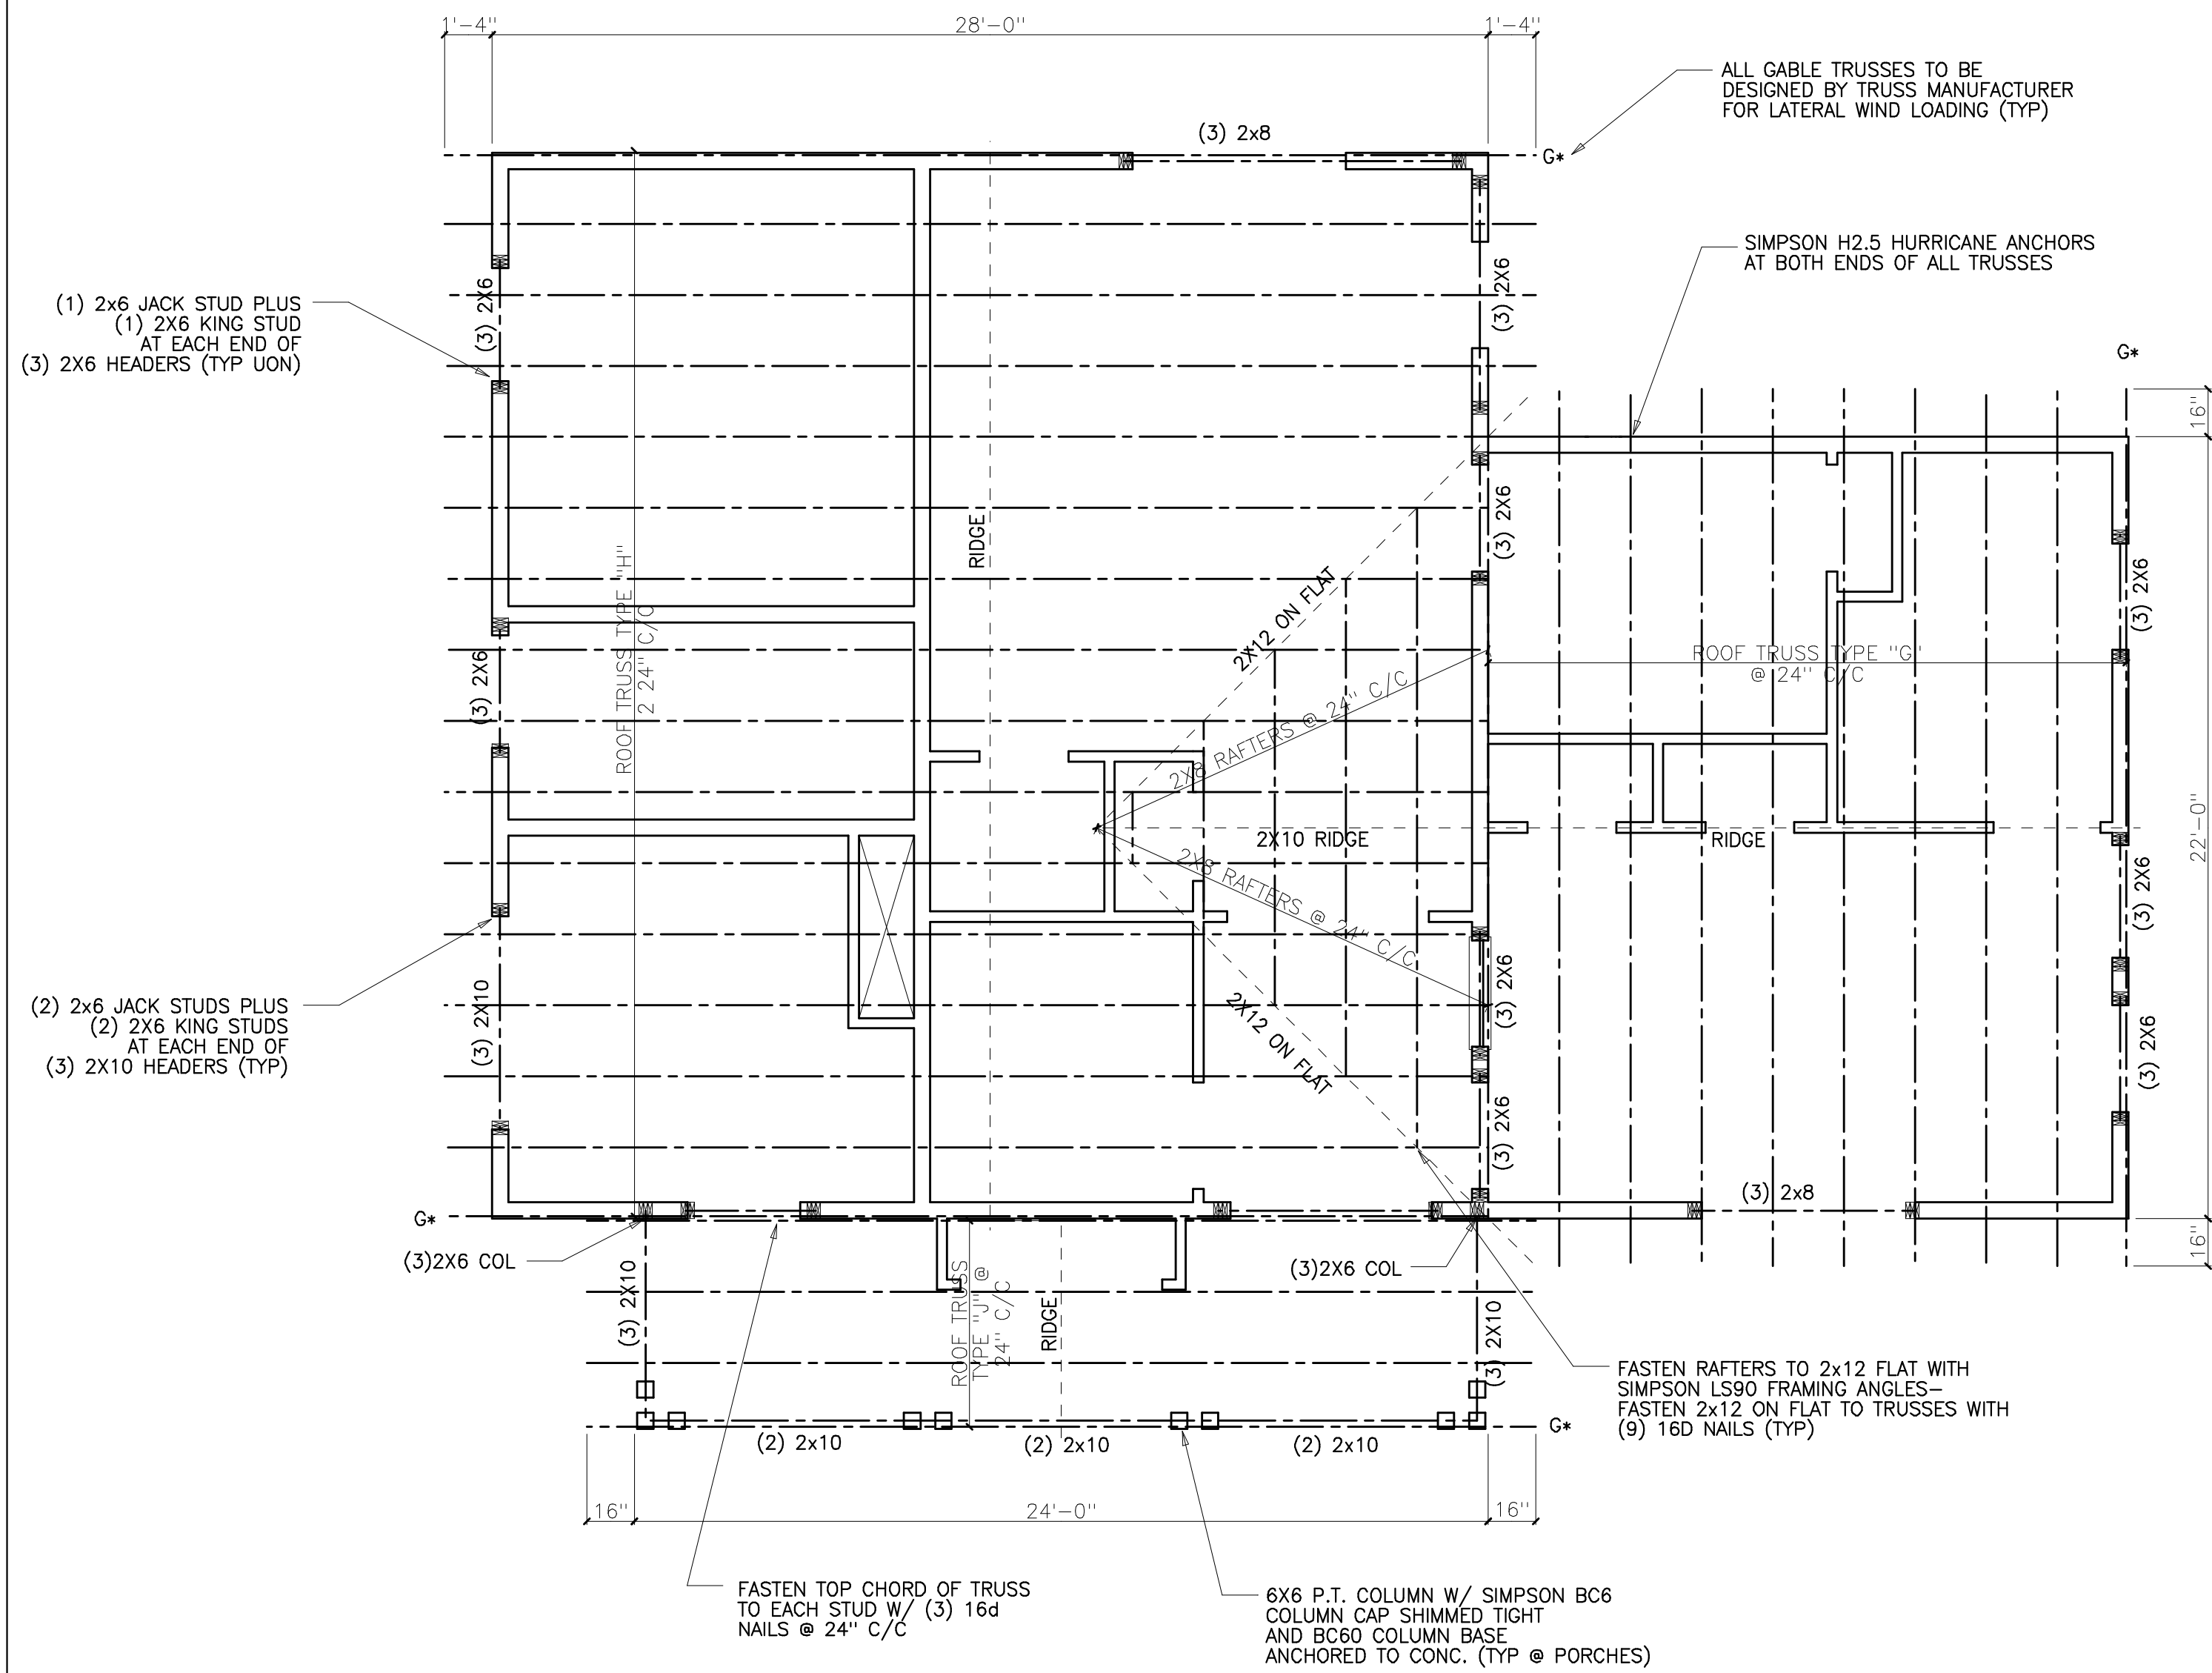 1'-4"
28'-0"
1'-4"
ALL GABLE TRUSSES TO BE
DESIGNED BY TRUSS MANUFACTURER
FOR LATERAL WIND LOADING (TYP)
(3) 2x8
G*
SIMPSON H2.5 HURRICANE ANCHORS
AT BOTH ENDS OF ALL TRUSSES
(1) 2x6 JACK STUD PLUS
(1) 2X6 KING STUD
AT EACH END OF
(3) 2X6 HEADERS (TYP UON)
(3) 2X6
(3) 2X6
G*
16"
RIDGE
(3) 2X6
2X12 ON FLAT
(3) 2X6
ROOF TRUSS TYPE "H"
2 24" C/C
(3) 2X6
ROOF TRUSS TYPE "G"
@ 24" C/C
2X8 RAFTERS @ 24" C/C
2X10 RIDGE
RIDGE
22'-0"
2X8 RAFTERS @ 24" C/C
(3) 2X6
(2) 2x6 JACK STUDS PLUS
(2) 2X6 KING STUDS
AT EACH END OF
(3) 2X10 HEADERS (TYP)
(3) 2X10
(3) 2X6
2X12 ON FLAT
(3) 2X6
(3) 2X6
(3) 2x8
G*
16"
(3)2X6 COL
(3)2X6 COL
(3) 2X10
ROOF TRUSS
TYPE "J" @
24" C/C
RIDGE
(3) 2X10
FASTEN RAFTERS TO 2x12 FLAT WITH
SIMPSON LS90 FRAMING ANGLES-
FASTEN 2x12 ON FLAT TO TRUSSES WITH
(9) 16D NAILS (TYP)
(2) 2x10
(2) 2x10
(2) 2x10
G*
16"
24'-0"
16"
FASTEN TOP CHORD OF TRUSS
TO EACH STUD W/ (3) 16d
NAILS @ 24" C/C
6X6 P.T. COLUMN W/ SIMPSON BC6
COLUMN CAP SHIMMED TIGHT
AND BC60 COLUMN BASE
ANCHORED TO CONC. (TYP @ PORCHES)